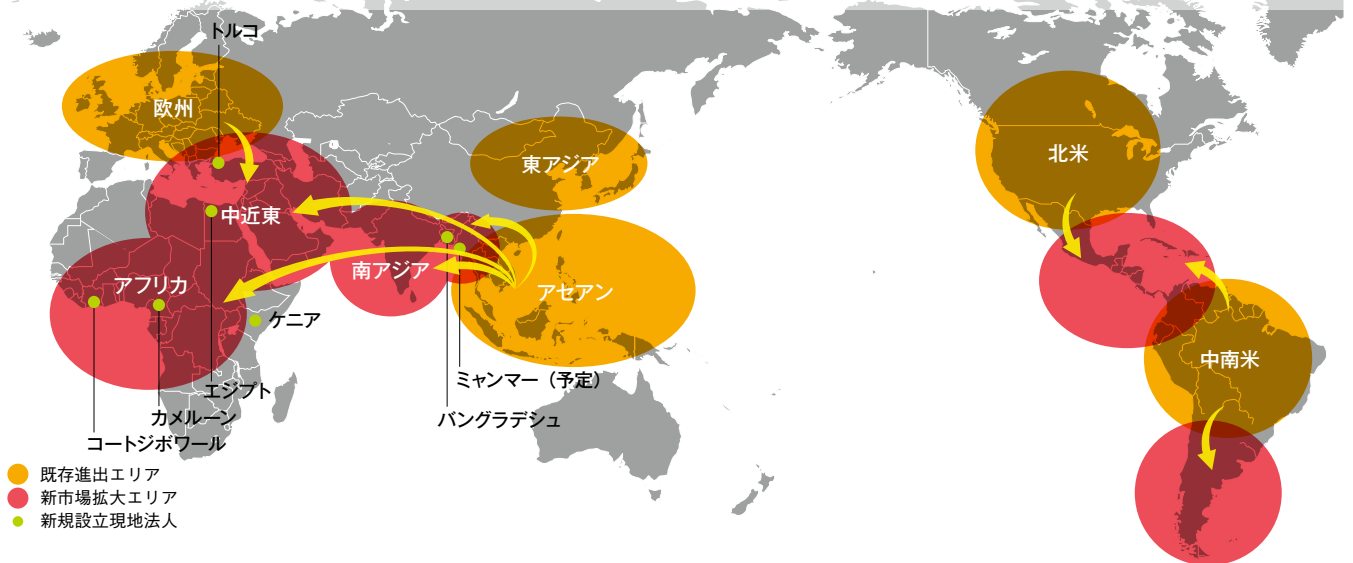 トルコ
欧州
東アジア
北米
中近東
南アジア
アフリカ
アセアン
ケニア
中南米
エジプト
ミャンマー（予定）
カメルーン
バングラデシュ
コートジボワール
既存進出エリア
新市場拡大エリア
新規設立現地法人